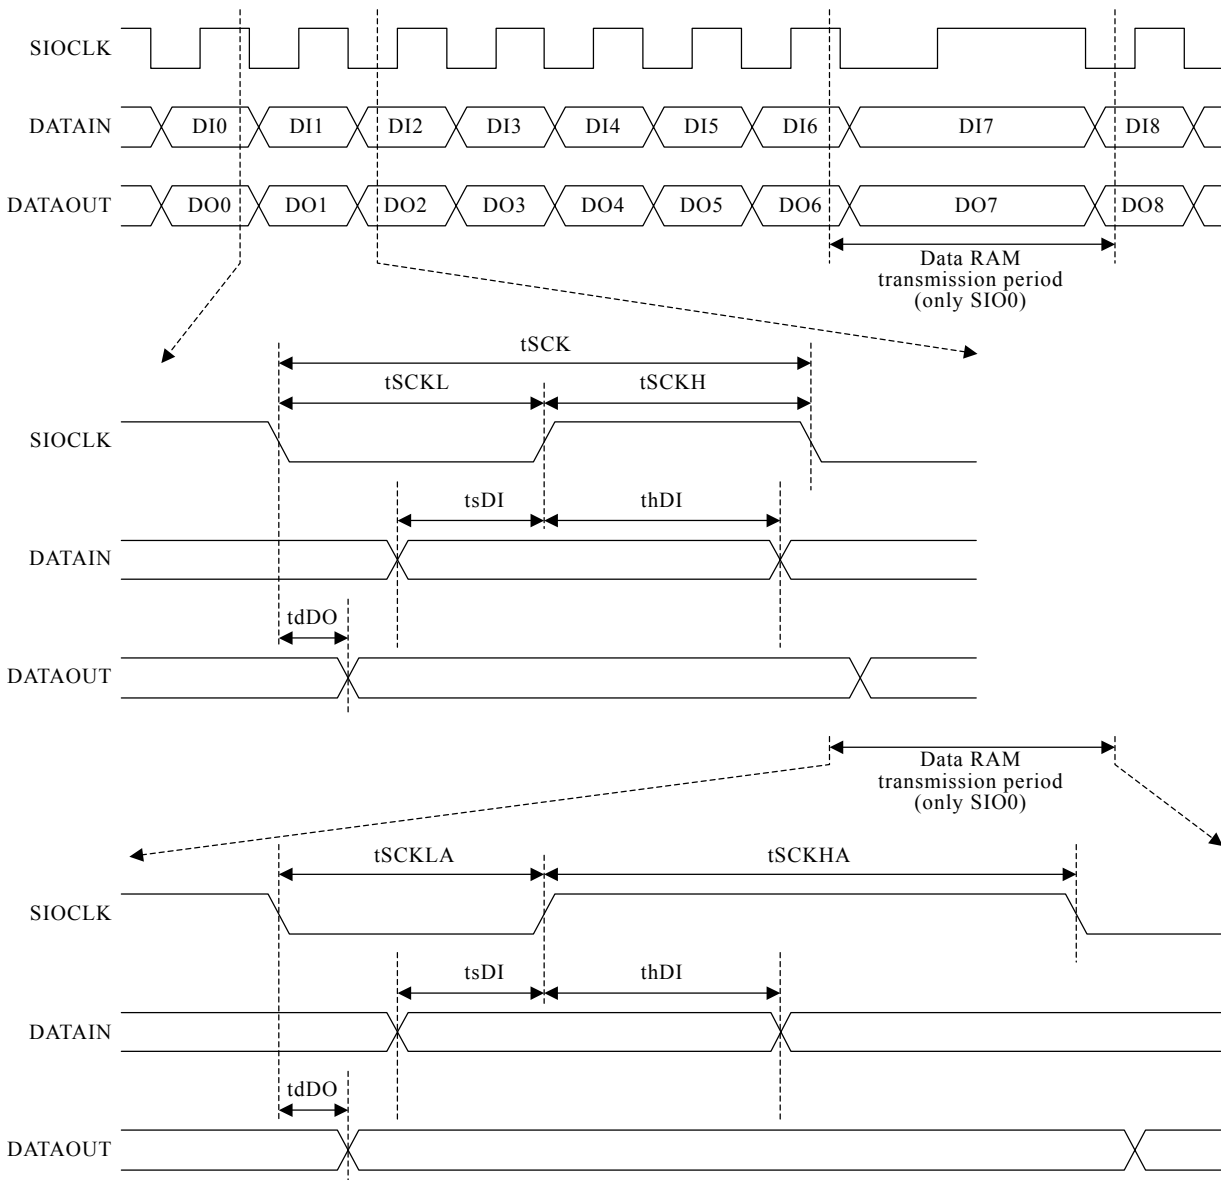 SIOCLK
DATAIN DI0 DI1 DI2 DI3 DI4 DI5 DI6 DI7 DI8
DATAOUT DO0 DO1 DO2 DO3 DO4 DO5 DO6 DO7 DO8
Data RAM
transmission period
(only SIO0)
tSCK
tSCKL tSCKH
SIOCLK
tsDI thDI
DATAIN
tdDO
DATAOUT
Data RAM
transmission period
(only SIO0)
tSCKLA tSCKHA
SIOCLK
tsDI thDI
DATAIN
tdDO
DATAOUT